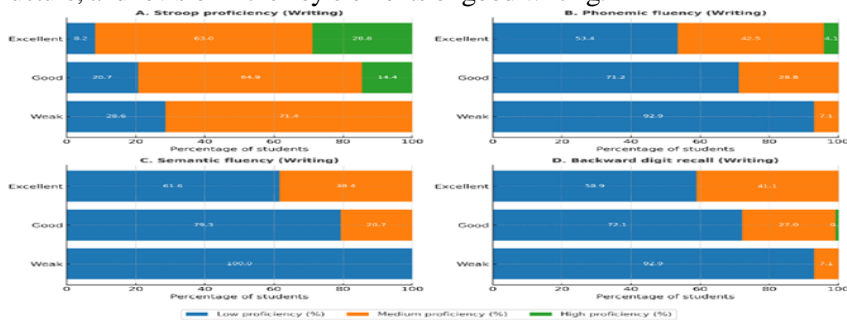 A. Stroop proficiency (Writing)
Excellent 8.2 63.0 28.8
Good 20.7 64.9 14.4
Weak 28.6 71.4
0 20 40 60 80 100
Percentage of students
B. Phonemic fluency (Writing)
Excellent 53.4 42.5 4.1
Good 71.2 28.8
Weak 92.9 7.1
0 20 40 60 80 100
Percentage of students
C. Semantic fluency (Writing)
Excellent 61.6 38.4
Good 79.3 20.7
Weak 100.0
0 20 40 60 80 100
Percentage of students
D. Backward digit recall (Writing)
Excellent 58.9 41.1
Good 72.1 27.0
Weak 92.9 7.1
0 20 40 60 80 100
Percentage of students
Low proficiency (%) Medium proficiency (%) High proficiency (%)